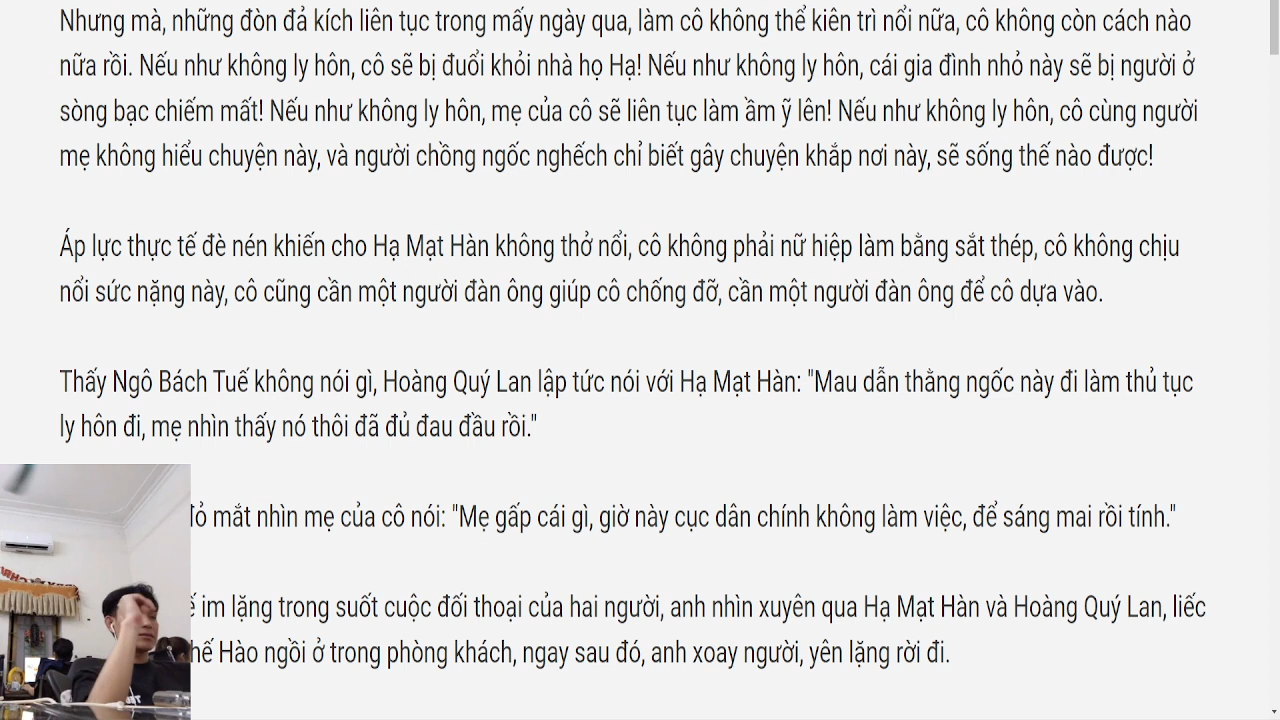 Nhưng mà, những đòn đả kích liên tục trong mấy ngày qua, làm cô không thể kiên trì nổi nữa, cô không còn cách nào
nữa rồi. Nếu như không ly hôn, cô sẽ bị đuổi khỏi nhà họ Hạ! Nếu như không ly hôn, cái gia đình nhỏ này sẽ bị người ở
sòng bạc chiếm mất! Nếu như không ly hôn, mẹ của cô sẽ liên tục làm ầm ỹ lên! Nếu như không ly hôn, cô cùng người
mẹ không hiểu chuyện này, và người chồng ngốc nghếch chỉ biết gây chuyện khắp nơi này, sẽ sống thế nào được!
Áp lực thực tế đè nén khiến cho Hạ Mạt Hàn không thở nổi, cô không phải nữ hiệp làm bằng sắt thép, cô không chịu
nổi sức nặng này, cô cũng cần một người đàn ông giúp cô chống đỡ, cần một người đàn ông để cô dựa vào.
Thấy Ngô Bách Tuế không nói gì, Hoàng Quý Lan lập tức nói với Hạ Mạt Hàn: "Mau dẫn thằng ngốc này đi làm thủ tục
ly hôn đi, mẹ nhìn thấy nó thôi đã đủ đau đầu rồi."
mắt nhìn mẹ của cô nói: "Mẹ gấp cái gì, giờ này cục dân chính không làm việc, để sáng mai rồi tính."
im lặng trong suốt cuộc đối thoại của hai người, anh nhìn xuyên qua Hạ Mạt Hàn và Hoàng Quý Lan, liếc
Hào ngồi ở trong phòng khách, ngay sau đó, anh xoay người, yên lặng rời đi.